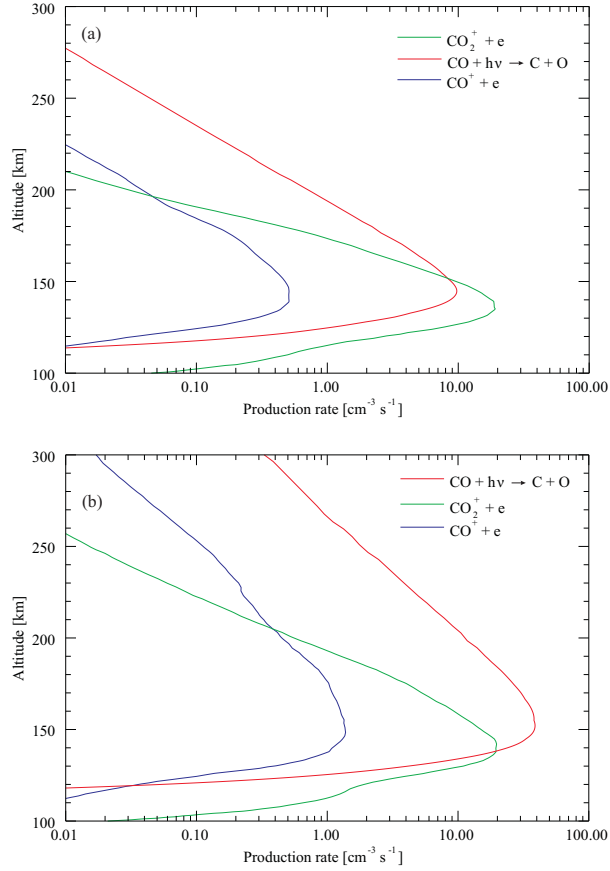 (a)
CO₂⁺ + e
CO + hν → C + O
CO⁺ + e
300
250
200
150
100
Altitude [km]
0.01 0.10 1.00 10.00 100.00
Production rate [cm⁻³ s⁻¹]
(b)
CO + hν → C + O
CO₂⁺ + e
CO⁺ + e
300
250
200
150
100
Altitude [km]
0.01 0.10 1.00 10.00 100.00
Production rate [cm⁻³ s⁻¹]